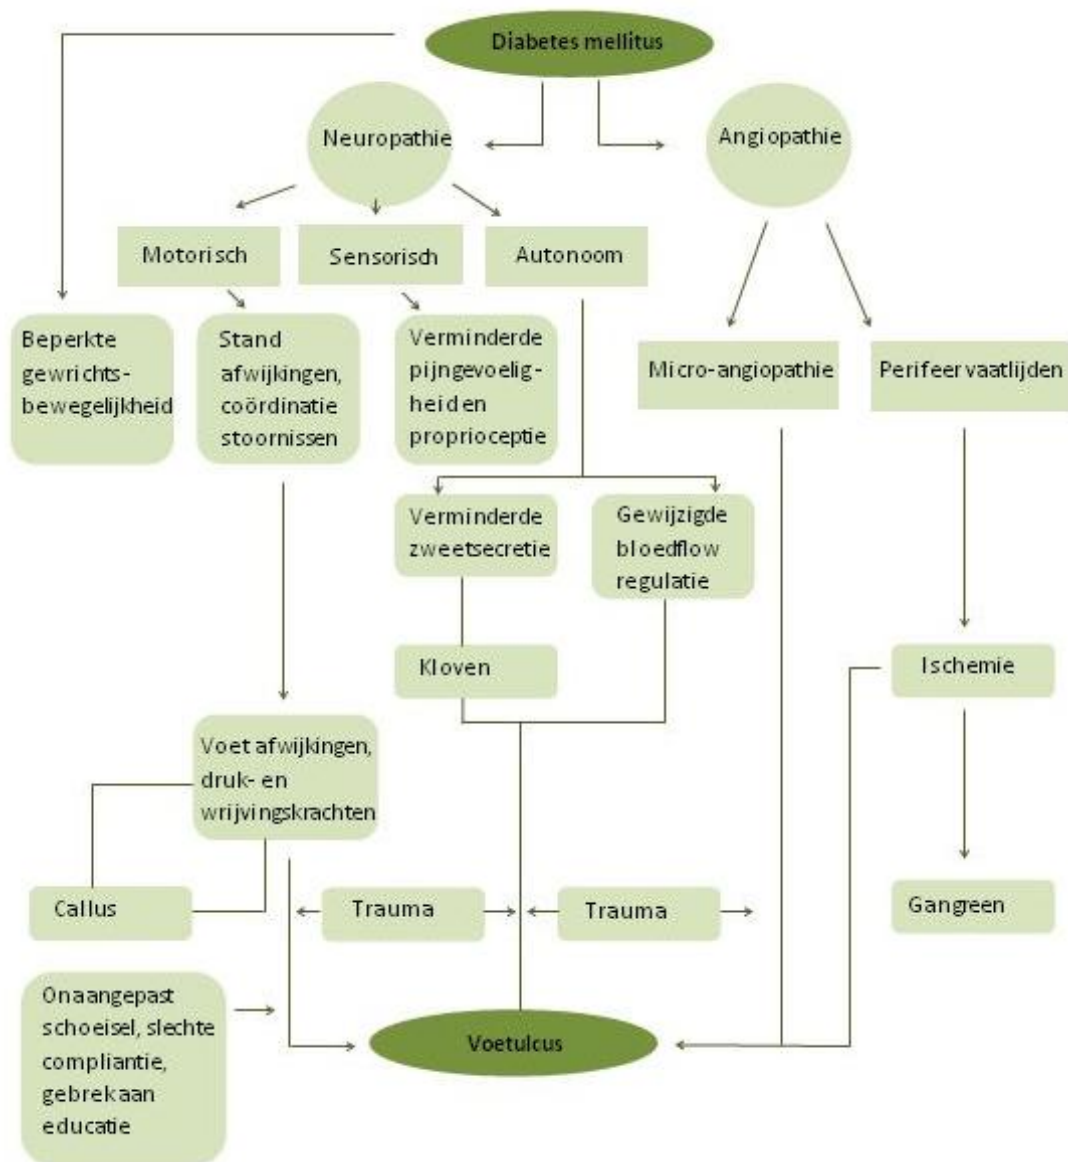 Diabetes mellitus
Neuropathie
Angiopathie
Motorisch
Sensorisch
Autonoom
Beperkte
gewrichts-
bewegelijkheid
Stand
afwijkingen,
coördinatie
stoornissen
Verminderde
pijngevoelig-
heid en
proprioceptie
Micro-angiopathie
Perifeer vaatlijden
Verminderde
zweetsecretie
Gewijzigde
bloedflow
regulatie
Kloven
Ischemie
Voet afwijkingen,
druk- en
wrijvingskrachten
Callus
Trauma
Trauma
Gangreen
Onaangepast
schoeisel, slechte
compliantie,
gebrek aan
educatie
Voetulcus